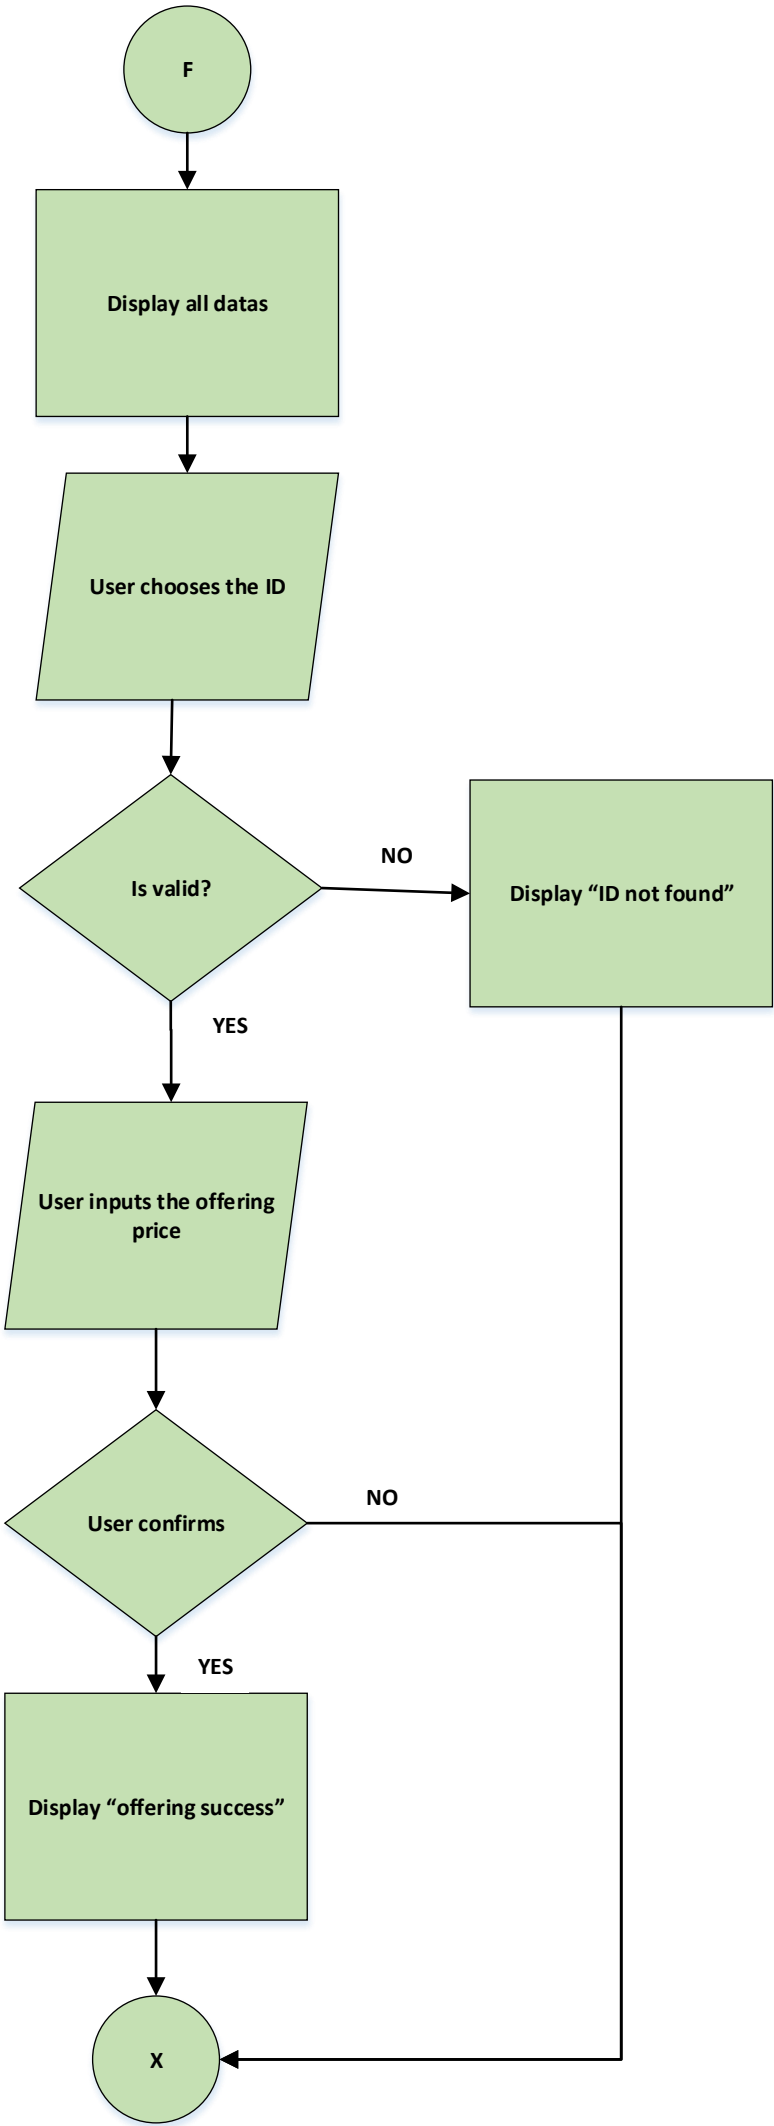 F
Display all datas
User chooses the ID
Is valid?
NO
Display “ID not found”
YES
User inputs the offering
price
User confirms
NO
YES
Display “offering success”
X